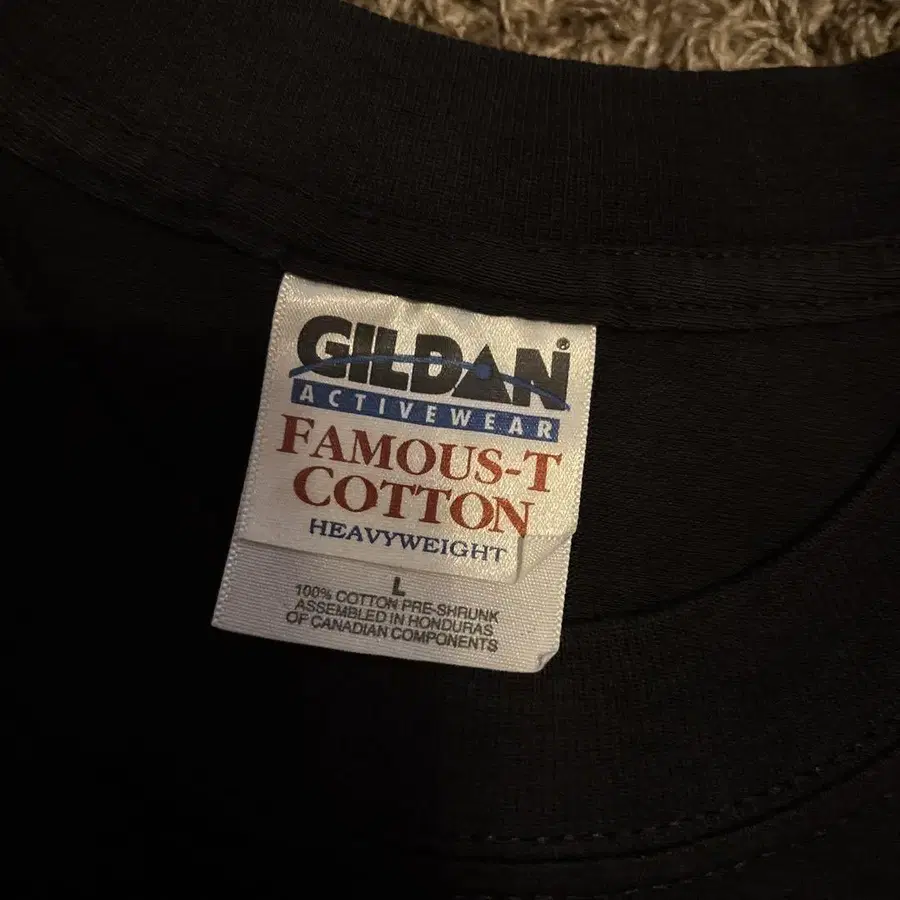 GILDAN®
ACTIVEWEAR
FAMOUS-T
COTTON
HEAVYWEIGHT
L
100% COTTON PRE-SHRUNK
ASSEMBLED IN HONDURAS
OF CANADIAN COMPONENTS